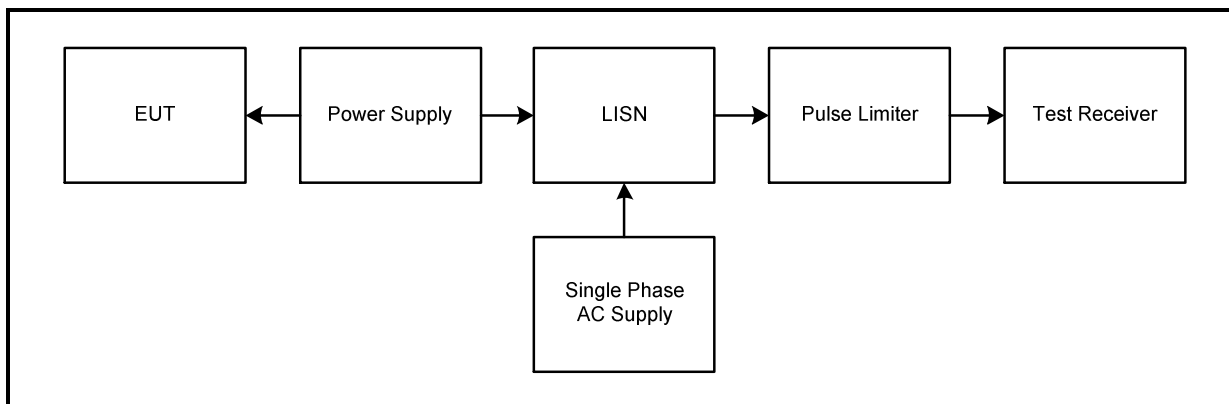 EUT
Power Supply
LISN
Pulse Limiter
Test Receiver
Single Phase
AC Supply